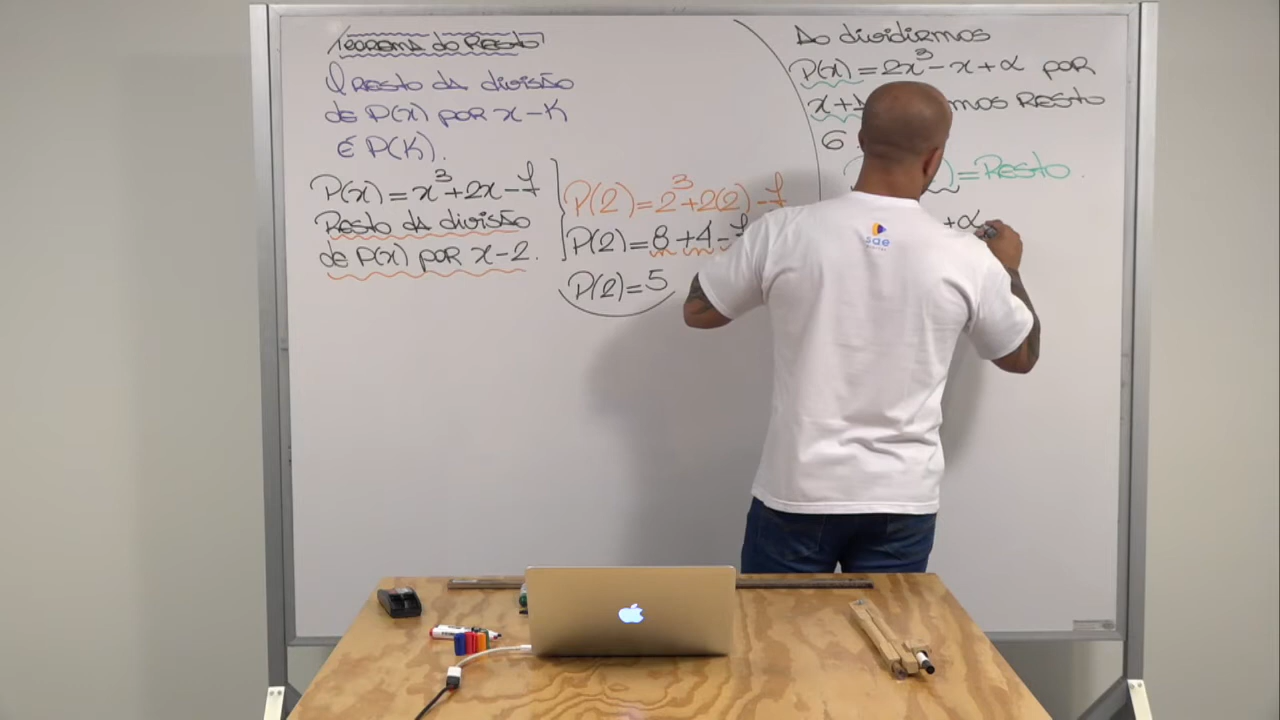 Teorema do Resto
O Resto da divisão
de P(x) por x-K
é P(K).
P(x)=x³+2x-7
Resto da divisão
de P(x) por x-2.
P(2)=2³+2(2)-7
P(2)=8+4-7
P(2)=5
Ao dividirmos
P(x)=2x³-x+α por
x+1 mos Resto
6.
=Resto.
+α
sae